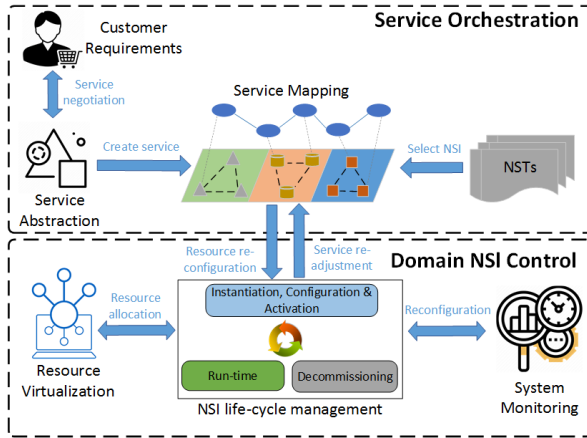 Service Orchestration
Customer
Requirements
Service
negotiation
Service Mapping
Create service
Select NSI
NSTs
Service
Abstraction
Resource re-
configuration
Service re-
adjustment
Domain NSI Control
Instantiation, Configuration &
Activation
Resource
allocation
Reconfiguration
Run-time
Decommissioning
Resource
Virtualization
NSI life-cycle management
System
Monitoring